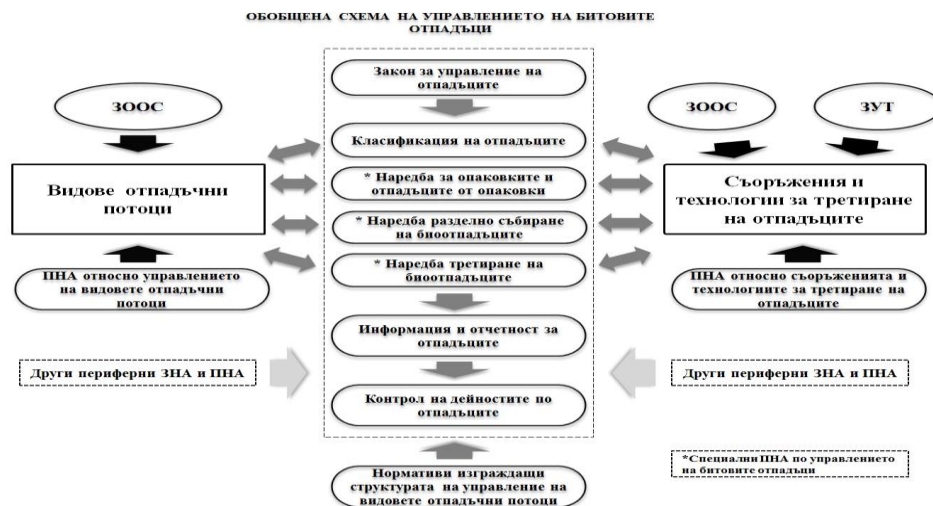 ОБОБЩЕНА СХЕМА НА УПРАВЛЕНИЕТО НА БИТОВИТЕ
ОТПАДЪЦИ
Закон за управление на
отпадъците
ЗООС
ЗООС
ЗУТ
Класификация на отпадъците
Видове отпадъчни
потоци
* Наредба за опаковките и
отпадъците от опаковки
Съоръжения и
технологии за третиране
на отпадъците
* Наредба разделно събиране
на биоотпадъците
* Наредба третиране на
биоотпадъците
ПНА относно управлението
на видовете отпадъчни
потоци
ПНА относно съоръженията и
технологиите за третиране на
отпадъците
Информация и отчетност за
отпадъците
Други периферни ЗНА и ПНА
Други периферни ЗНА и ПНА
Контрол на дейностите по
отпадъците
*Специални ПНА по управлението
на битовите отпадъци
Нормативи изграждащи
структурата на управление на
видовете отпадъчни потоци